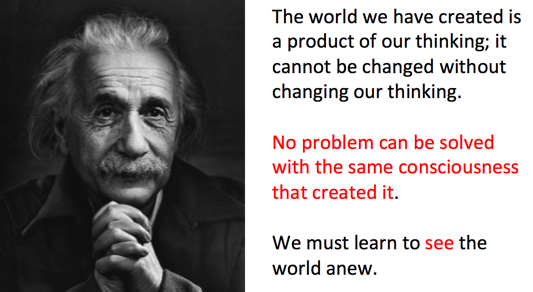 The world we have created is
a product of our thinking; it
cannot be changed without
changing our thinking.
No problem can be solved
with the same consciousness
that created it.
We must learn to see the
world anew.